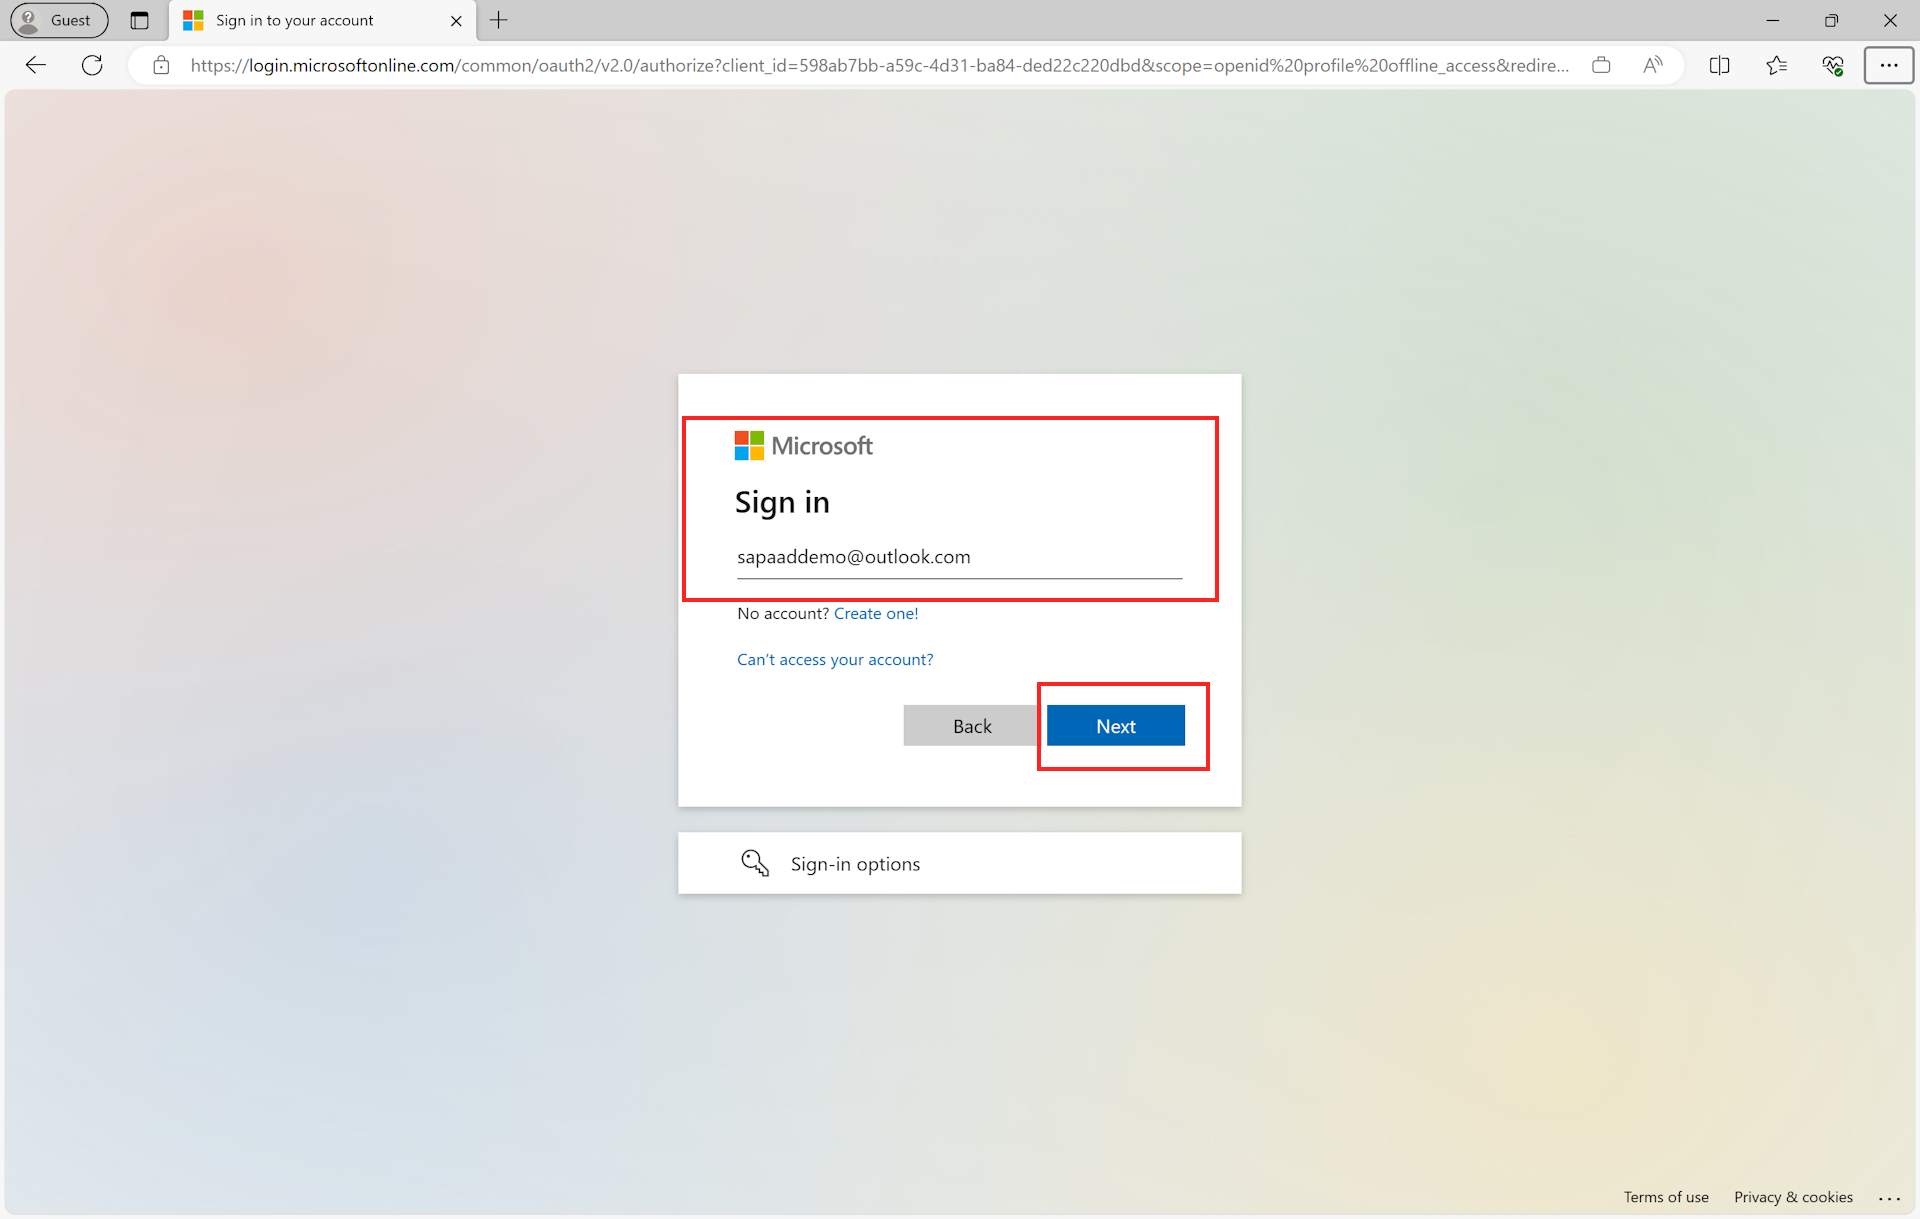 Guest
Sign in to your account
https://login.microsoftonline.com/common/oauth2/v2.0/authorize?client_id=598ab7bb-a59c-4d31-ba84-ded22c220dbd&scope=openid%20profile%20offline_access&redire...
Microsoft
Sign in
sapaaddemo@outlook.com
No account? Create one!
Can't access your account?
Back
Next
Sign-in options
Terms of use
Privacy & cookies